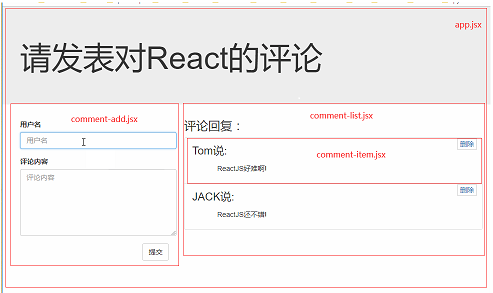 app.jsx
请发表对React的评论
comment-add.jsx
用户名
用户名
评论内容
评论内容
提交
comment-list.jsx
评论回复：
删除
Tom说:
comment-item.jsx
ReactJS好难啊!
删除
JACK说:
ReactJS还不错!